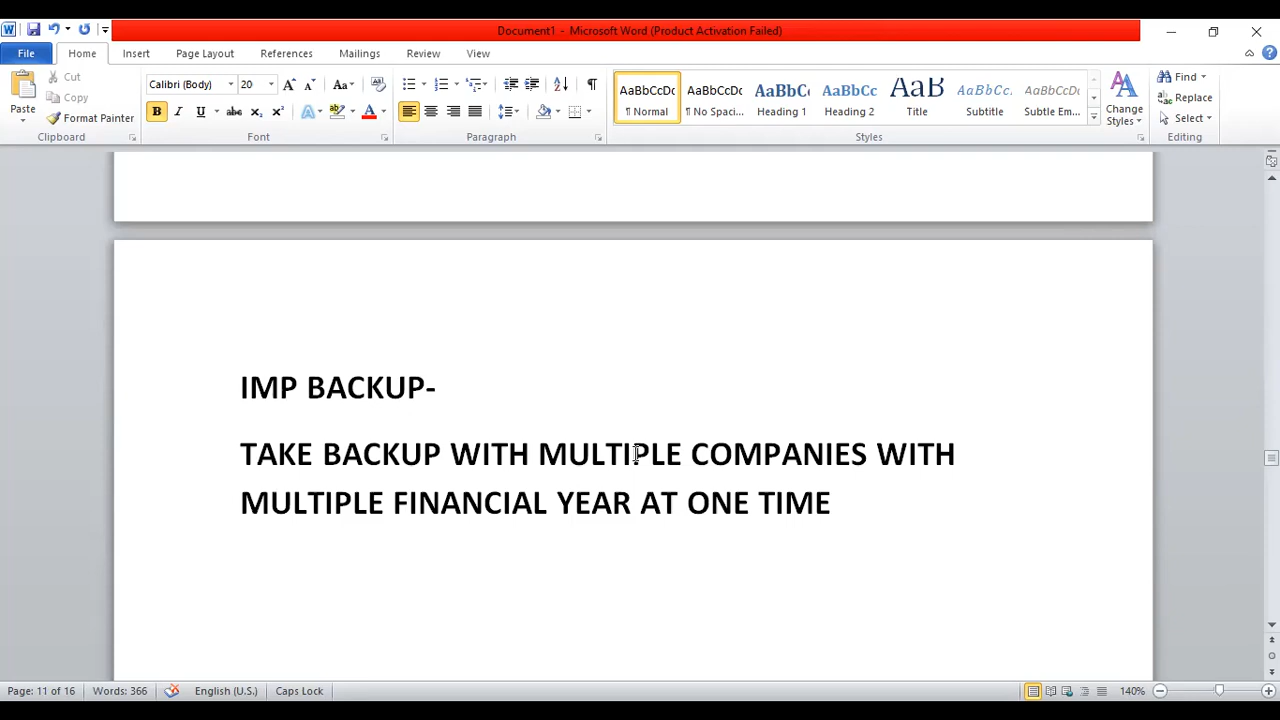 Document1 - Microsoft Word (Product Activation Failed)
File Home Insert Page Layout References Mailings Review View
Paste
Cut
Copy
Format Painter
Clipboard
Calibri (Body) 20
Font
Paragraph
AaBbCcDc AaBbCcDc AaBbCc AaBbCc AaB AaBbCc. AaBbCcDc
¶ Normal ¶ No Spaci... Heading 1 Heading 2 Title Subtitle Subtle Em...
Change Styles
Styles
Find
Replace
Select
Editing
IMP BACKUP-
TAKE BACKUP WITH MULTIPLE COMPANIES WITH
MULTIPLE FINANCIAL YEAR AT ONE TIME
Page: 11 of 16 Words: 366 English (U.S.) Caps Lock 140%